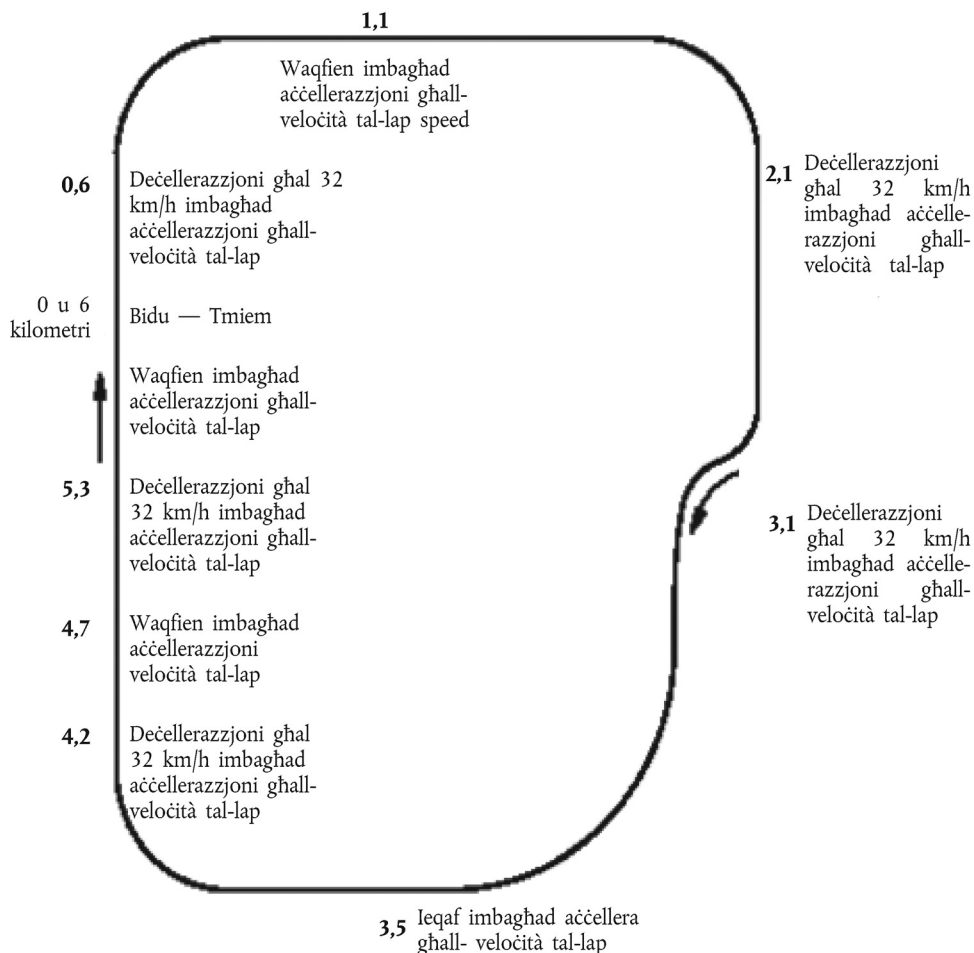 1,1
Waqfien imbagħad
aċċellerazzjoni għall-
veloċità tal-lap speed
0,6
Deċellerazzjoni għal 32
km/h imbagħad
aċċellerazzjoni għall-
veloċità tal-lap
2,1
Deċellerazzjoni
għal 32 km/h
imbagħad aċċelle-
razzjoni għall-
veloċità tal-lap
0 u 6
kilometri
Bidu — Tmiem
Waqfien imbagħad
aċċellerazzjoni għall-
veloċità tal-lap
5,3
Deċellerazzjoni għal
32 km/h imbagħad
aċċellerazzjoni għall-
veloċità tal-lap
3,1
Deċellerazzjoni
għal 32 km/h
imbagħad aċċelle-
razzjoni għall-
veloċità tal-lap
4,7
Waqfien imbagħad
aċċellerazzjoni
veloċità tal-lap
4,2
Deċellerazzjoni għal
32 km/h imbagħad
aċċellerazzjoni għall-
veloċità tal-lap
3,5
Ieqaf imbagħad aċċellera
għall- veloċità tal-lap